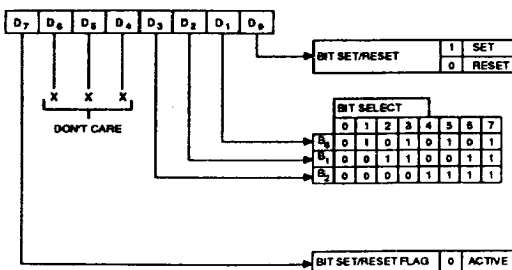 D7 D6 D5 D4 D3 D2 D1 D0
BIT SET/RESET 1 SET
0 RESET
X X X
DON'T CARE
BIT SELECT
0 1 2 3 4 5 6 7
B0 0 1 0 1 0 1 0 1
B1 0 0 1 1 0 0 1 1
B2 0 0 0 0 1 1 1 1
BIT SET/RESET FLAG 0 ACTIVE